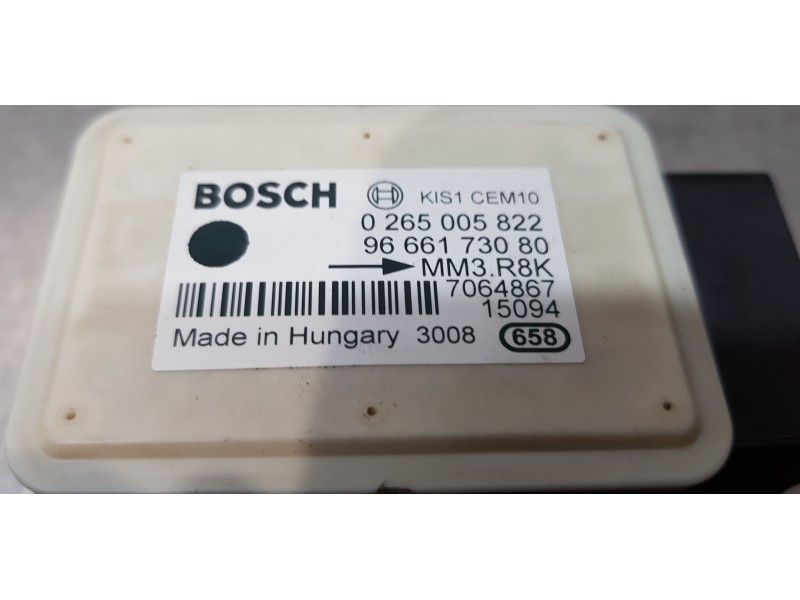 BOSCH KIS1 CEM10
0 265 005 822
96 661 730 80
MM3.R8K
7064867
15094
Made in Hungary 3008 658